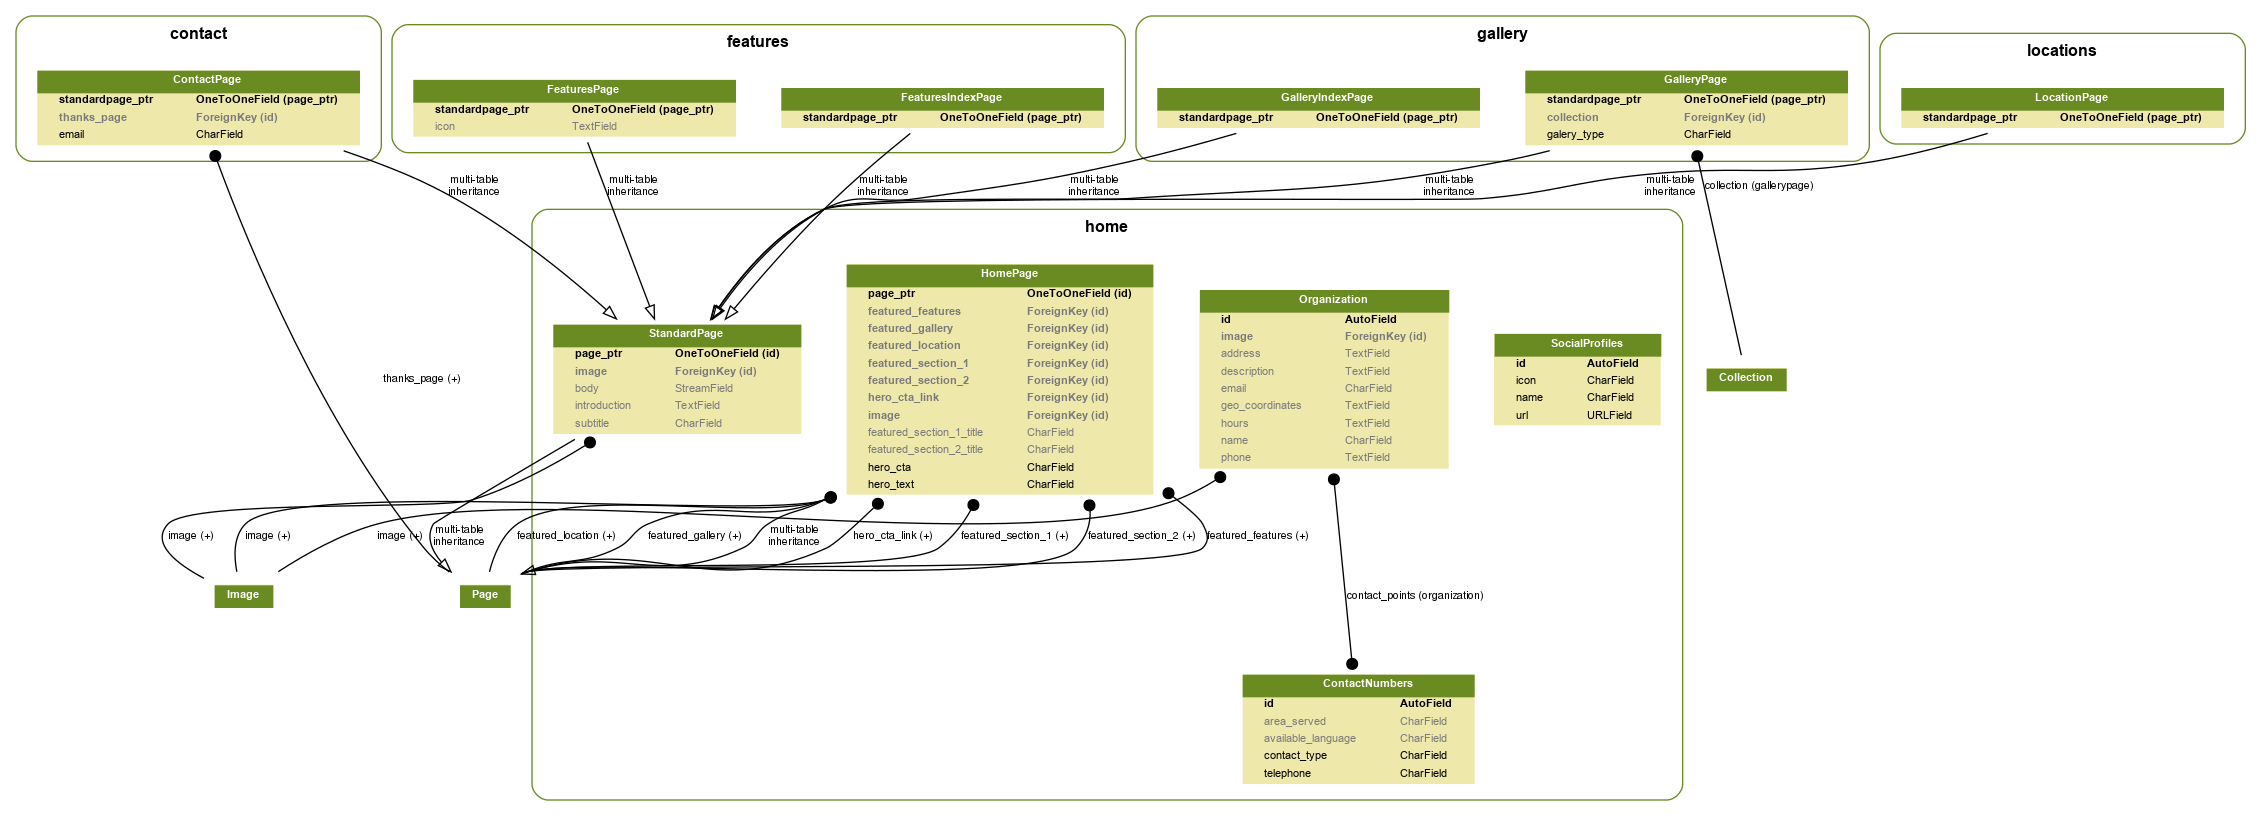 contact
ContactPage
standardpage_ptr OneToOneField (page_ptr)
thanks_page ForeignKey (id)
email CharField
features
FeaturesPage
standardpage_ptr OneToOneField (page_ptr)
icon TextField
FeaturesIndexPage
standardpage_ptr OneToOneField (page_ptr)
gallery
GalleryIndexPage
standardpage_ptr OneToOneField (page_ptr)
GalleryPage
standardpage_ptr OneToOneField (page_ptr)
collection ForeignKey (id)
galery_type CharField
locations
LocationPage
standardpage_ptr OneToOneField (page_ptr)
multi-table
inheritance
multi-table
inheritance
multi-table
inheritance
multi-table
inheritance
multi-table
inheritance
multi-table
inheritance
collection (gallerypage)
home
StandardPage
page_ptr OneToOneField (id)
image ForeignKey (id)
body StreamField
introduction TextField
subtitle CharField
HomePage
page_ptr OneToOneField (id)
featured_features ForeignKey (id)
featured_gallery ForeignKey (id)
featured_location ForeignKey (id)
featured_section_1 ForeignKey (id)
featured_section_2 ForeignKey (id)
hero_cta_link ForeignKey (id)
image ForeignKey (id)
featured_section_1_title CharField
featured_section_2_title CharField
hero_cta CharField
hero_text CharField
Organization
id AutoField
image ForeignKey (id)
address TextField
description TextField
email CharField
geo_coordinates TextField
hours TextField
name CharField
phone TextField
SocialProfiles
id AutoField
icon CharField
name CharField
url URLField
Collection
thanks_page (+)
image (+)
image (+)
image (+)
multi-table
inheritance
featured_location (+)
featured_gallery (+)
multi-table
inheritance
hero_cta_link (+)
featured_section_1 (+)
featured_section_2 (+)
featured_features (+)
Image
Page
contact_points (organization)
ContactNumbers
id AutoField
area_served CharField
available_language CharField
contact_type CharField
telephone CharField